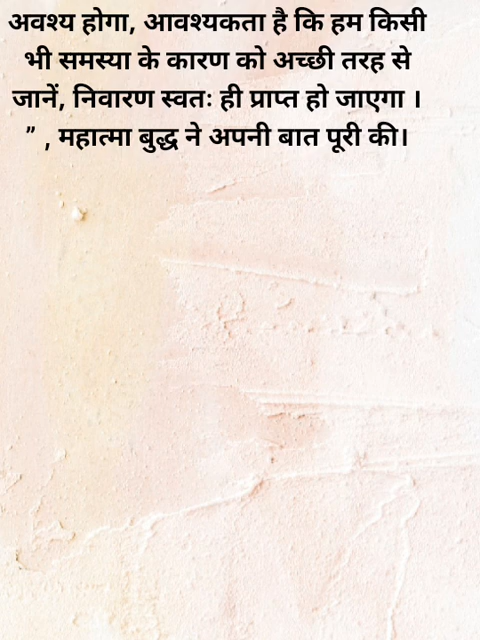 अवश्य होगा, आवश्यकता है कि हम किसी
भी समस्या के कारण को अच्छी तरह से
जानें, निवारण स्वतः ही प्राप्त हो जाएगा ।
” , महात्मा बुद्ध ने अपनी बात पूरी की।